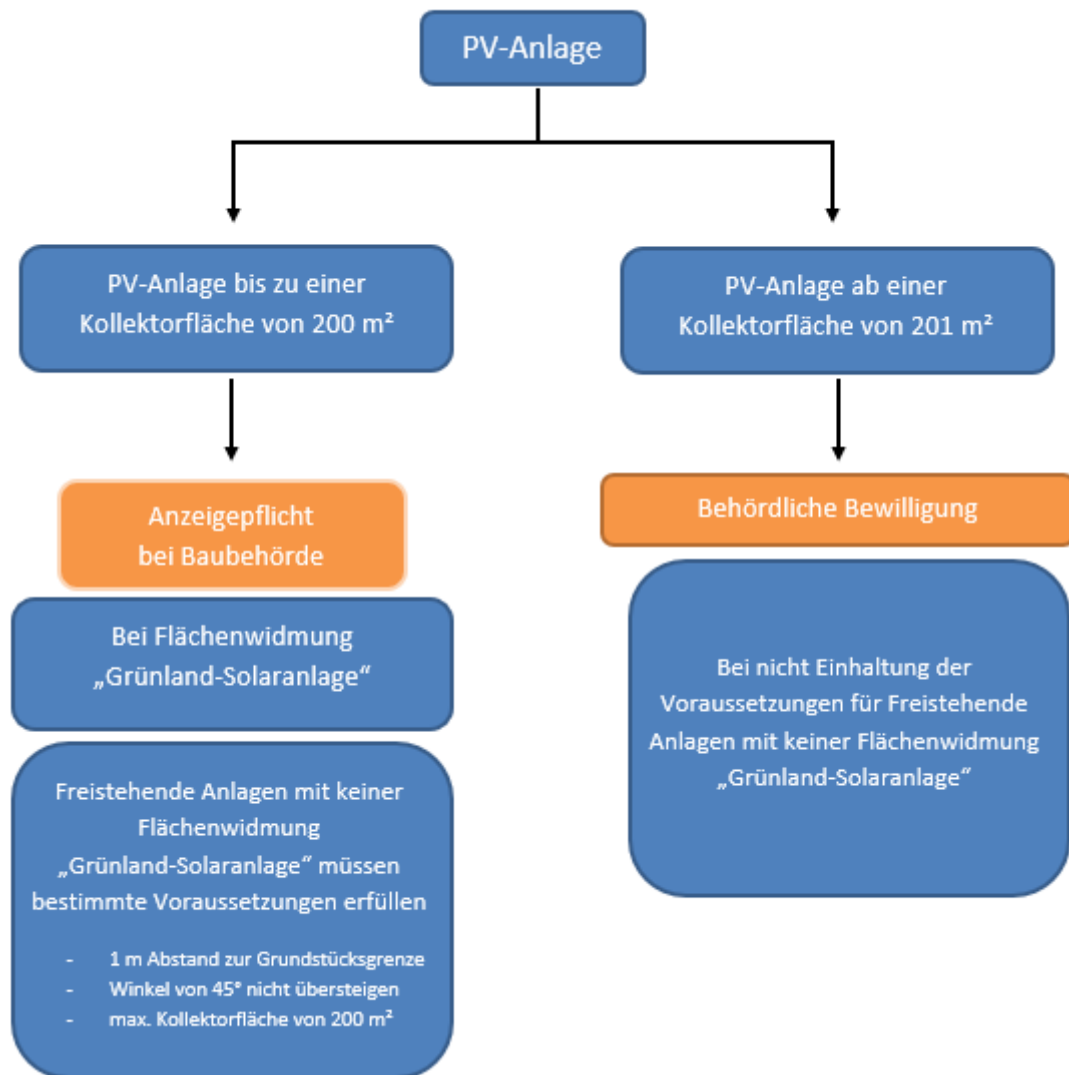 PV-Anlage
PV-Anlage bis zu einer
Kollektorfläche von 200 m²
Anzeigepflicht
bei Baubehörde
Bei Flächenwidmung
„Grünland-Solaranlage“
Freistehende Anlagen mit keiner
Flächenwidmung
„Grünland-Solaranlage“ müssen
bestimmte Voraussetzungen erfüllen
- 1 m Abstand zur Grundstücksgrenze
- Winkel von 45° nicht übersteigen
- max. Kollektorfläche von 200 m²
PV-Anlage ab einer
Kollektorfläche von 201 m²
Behördliche Bewilligung
Bei nicht Einhaltung der
Voraussetzungen für Freistehende
Anlagen mit keiner Flächenwidmung
„Grünland-Solaranlage“